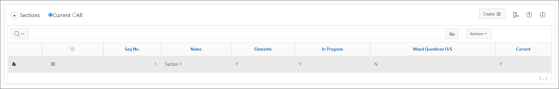 Sections Current All Create
Go Actions
Seq No. Name Elements In Progress Mand Questions O/S Current
1 Section 1 Y Y N Y
1 - 1